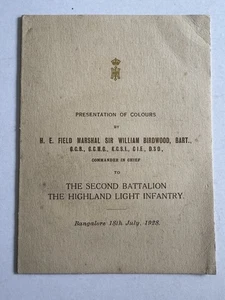 PRESENTATION OF COLOURS
BY
H. E. FIELD MARSHAL SIR WILLIAM BIRDWOOD, BART.,
G.C.B., G.C.M.G., K.C.S.I., C.I.E., D.S.O.,
COMMANDER IN CHIEF
TO
THE SECOND BATTALION
THE HIGHLAND LIGHT INFANTRY.
Bangalore 18th July, 1928.